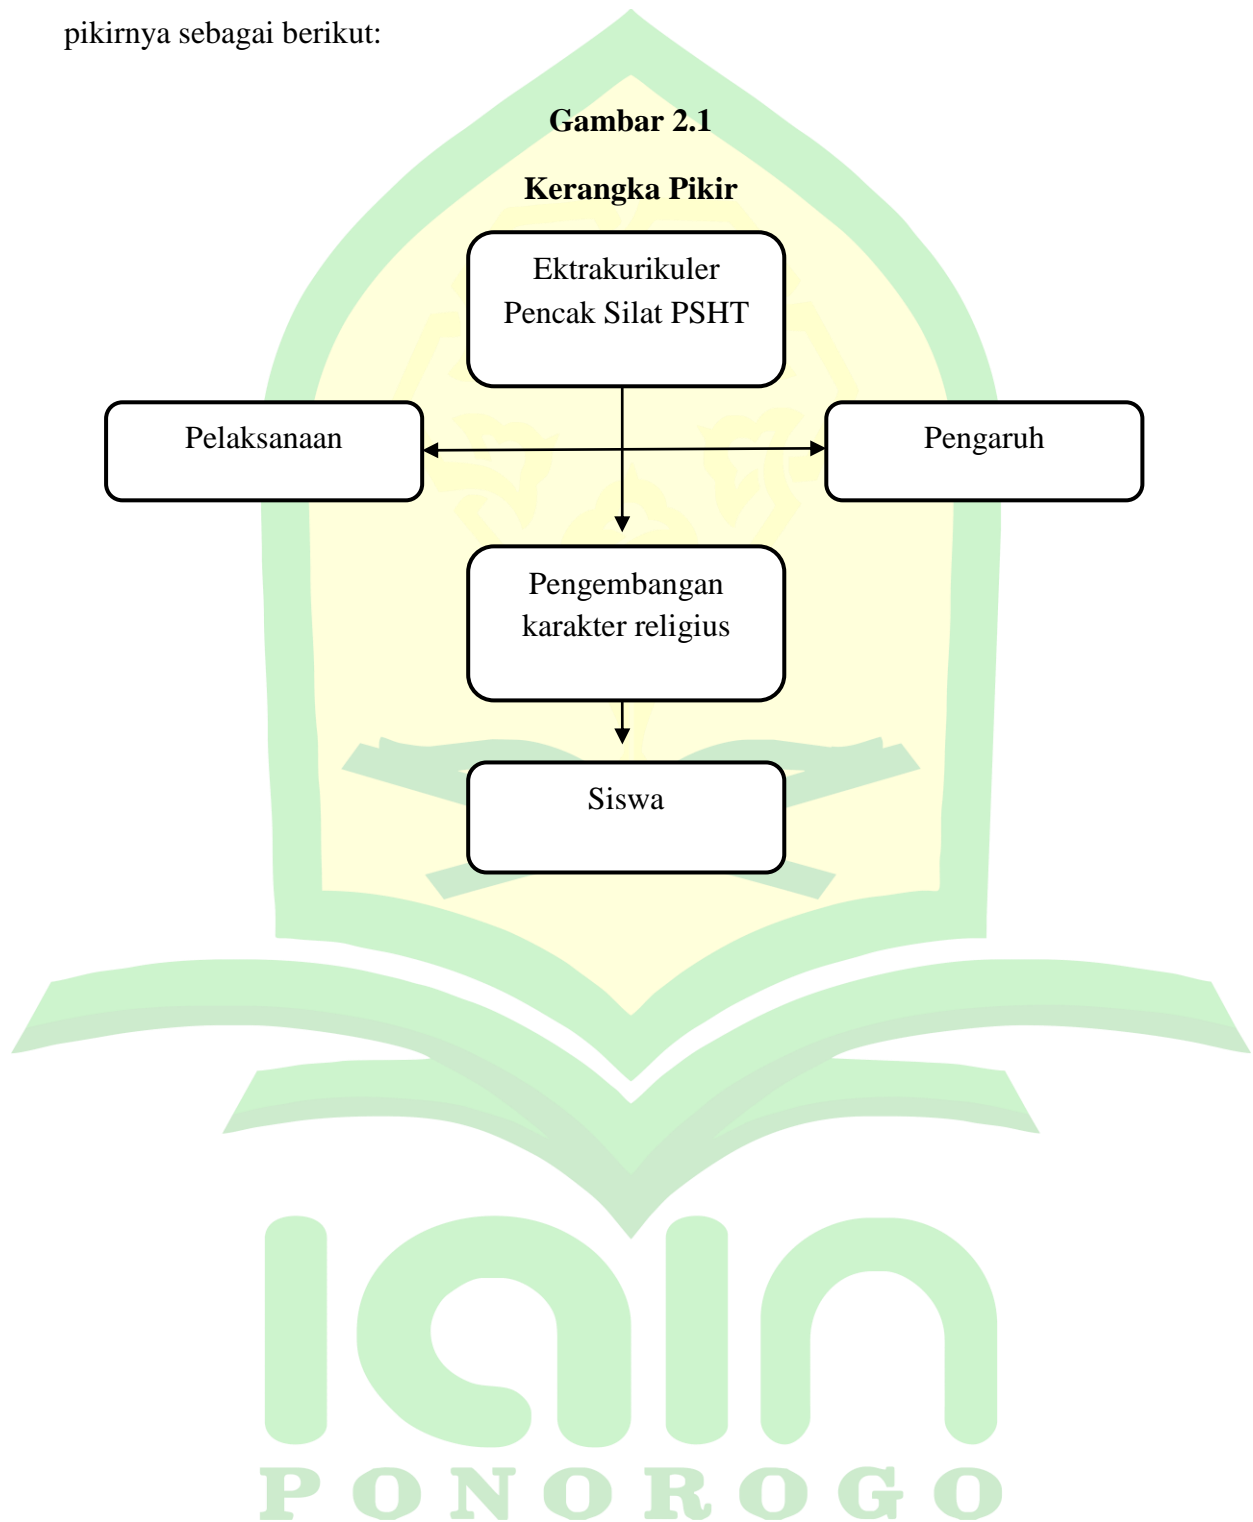 pikirnya sebagai berikut:
Gambar 2.1
Kerangka Pikir
Ektrakurikuler
Pencak Silat PSHT
Pelaksanaan
Pengaruh
Pengembangan
karakter religius
Siswa
iain
PONOROGO